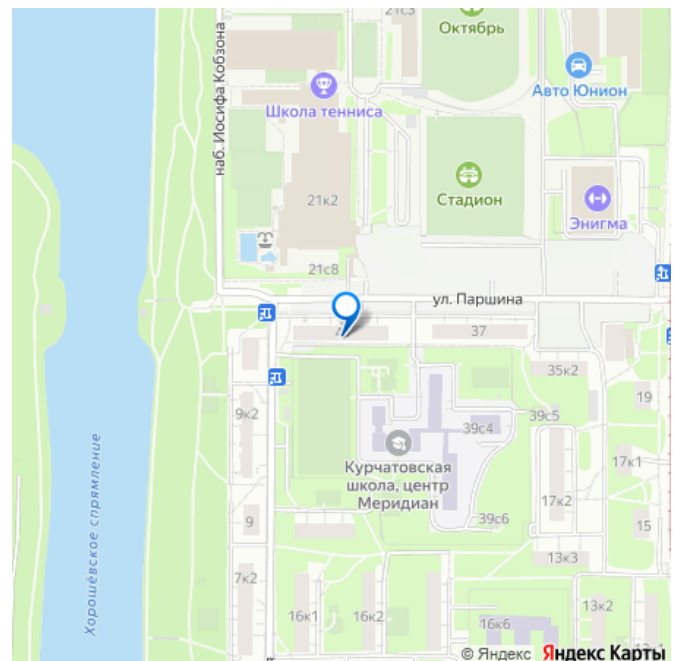 21с3
Октябрь
Авто Юнион
наб. Иосифа Кобзона
Школа тенниса
21к2
Стадион
Энигма
21с8
ул. Паршина
37
35к2
9к2
39с5
19
39с4
Курчатовская
школа, центр
Меридиан
17к1
17к2
Хорошёвское спрямление
9
39с6
15
13к3
7к2
16к1
16к2
13к2
16к6
13к1
© Яндекс Яндекс Карты